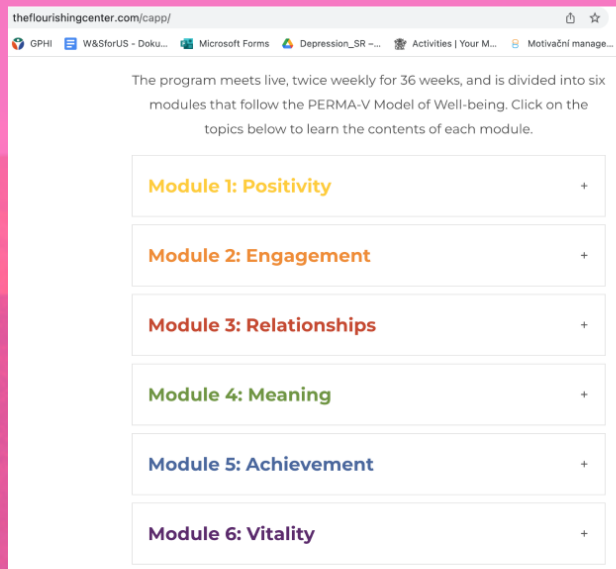 theflourishingcenter.com/capp/
GPHI W&SforUS - Doku... Microsoft Forms Depression_SR –... Activities | Your M... Motivační manage...
The program meets live, twice weekly for 36 weeks, and is divided into six
modules that follow the PERMA-V Model of Well-being. Click on the
topics below to learn the contents of each module.
Module 1: Positivity +
Module 2: Engagement +
Module 3: Relationships +
Module 4: Meaning +
Module 5: Achievement +
Module 6: Vitality +